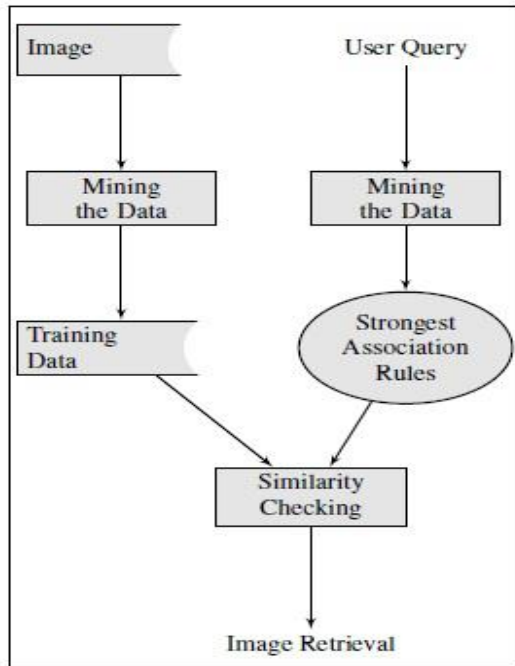 Image
User Query
Mining
the Data
Mining
the Data
Training
Data
Strongest
Association
Rules
Similarity
Checking
Image Retrieval